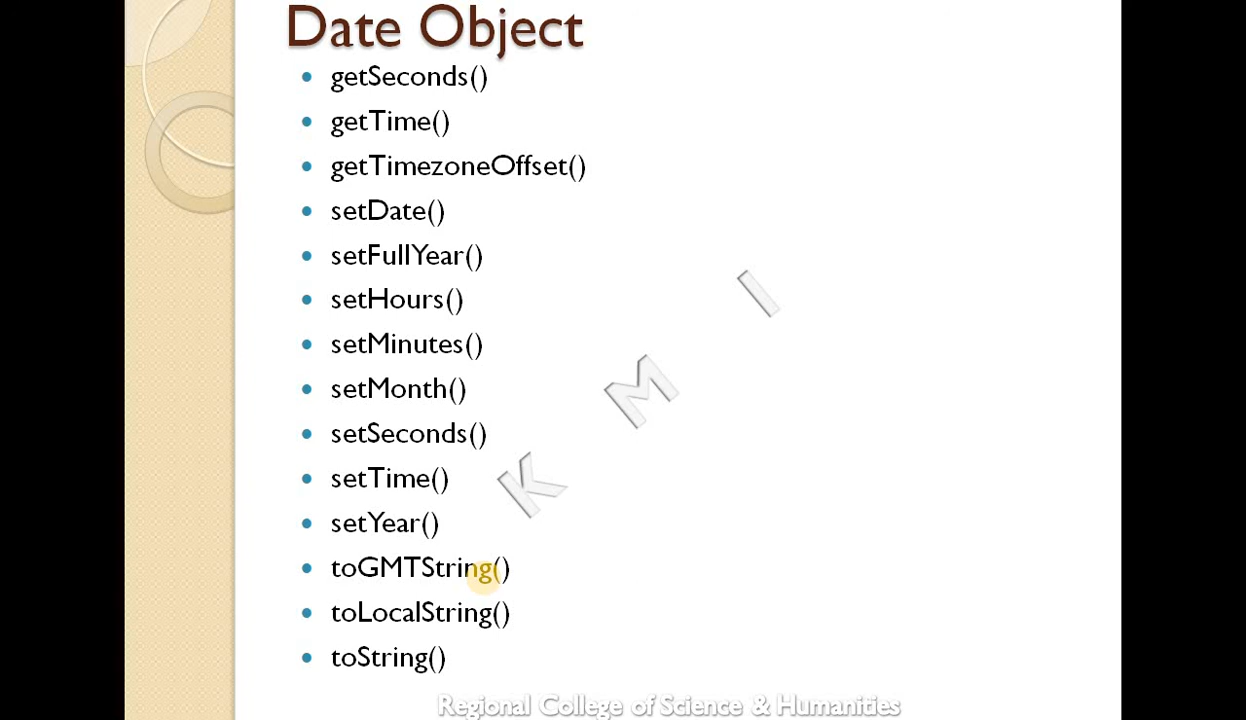 Date Object
getSeconds()
getTime()
getTimezoneOffset()
setDate()
setFullYear()
setHours()
setMinutes()
setMonth()
setSeconds()
setTime()
setYear()
toGMTString()
toLocalString()
toString()
K M I
Regional College of Science & Humanities